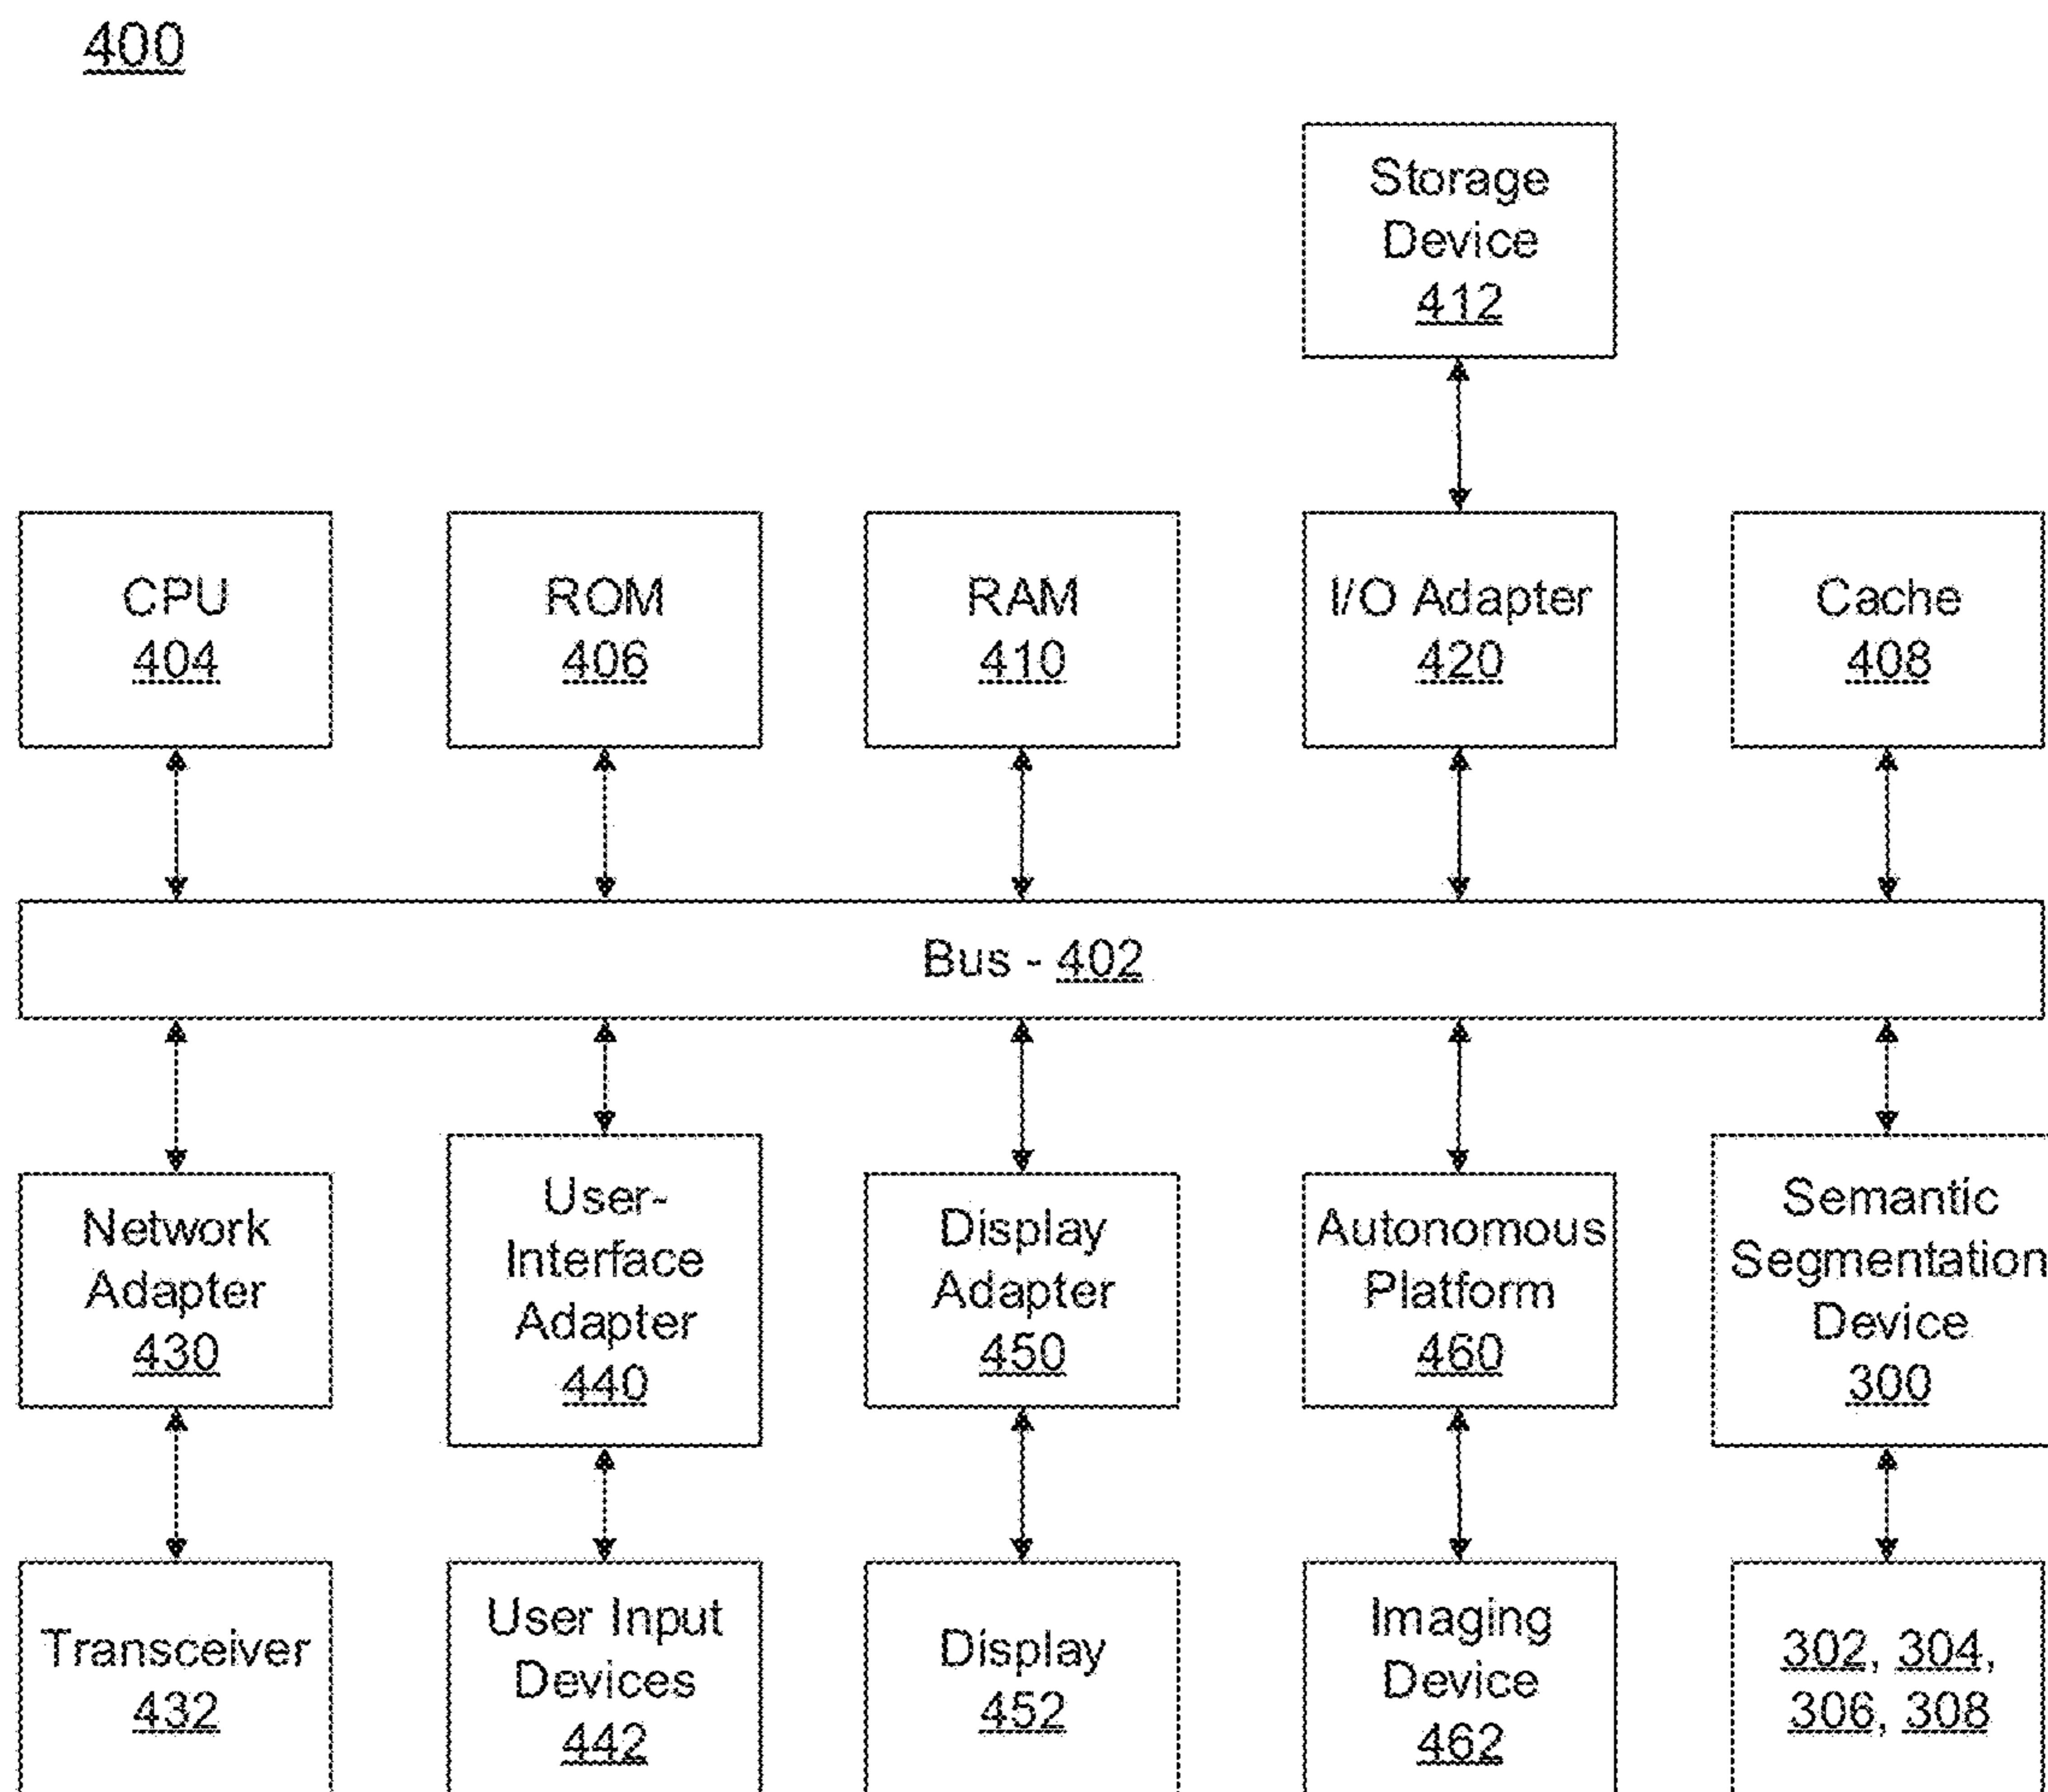 400
Storage
Device
412
CPU
404
ROM
406
RAM
410
I/O Adapter
420
Cache
408
Bus - 402
Network
Adapter
430
User-
Interface
Adapter
440
Display
Adapter
450
Autonomous
Platform
460
Semantic
Segmentation
Device
300
Transceiver
432
User Input
Devices
442
Display
452
Imaging
Device
462
302, 304,
306, 308